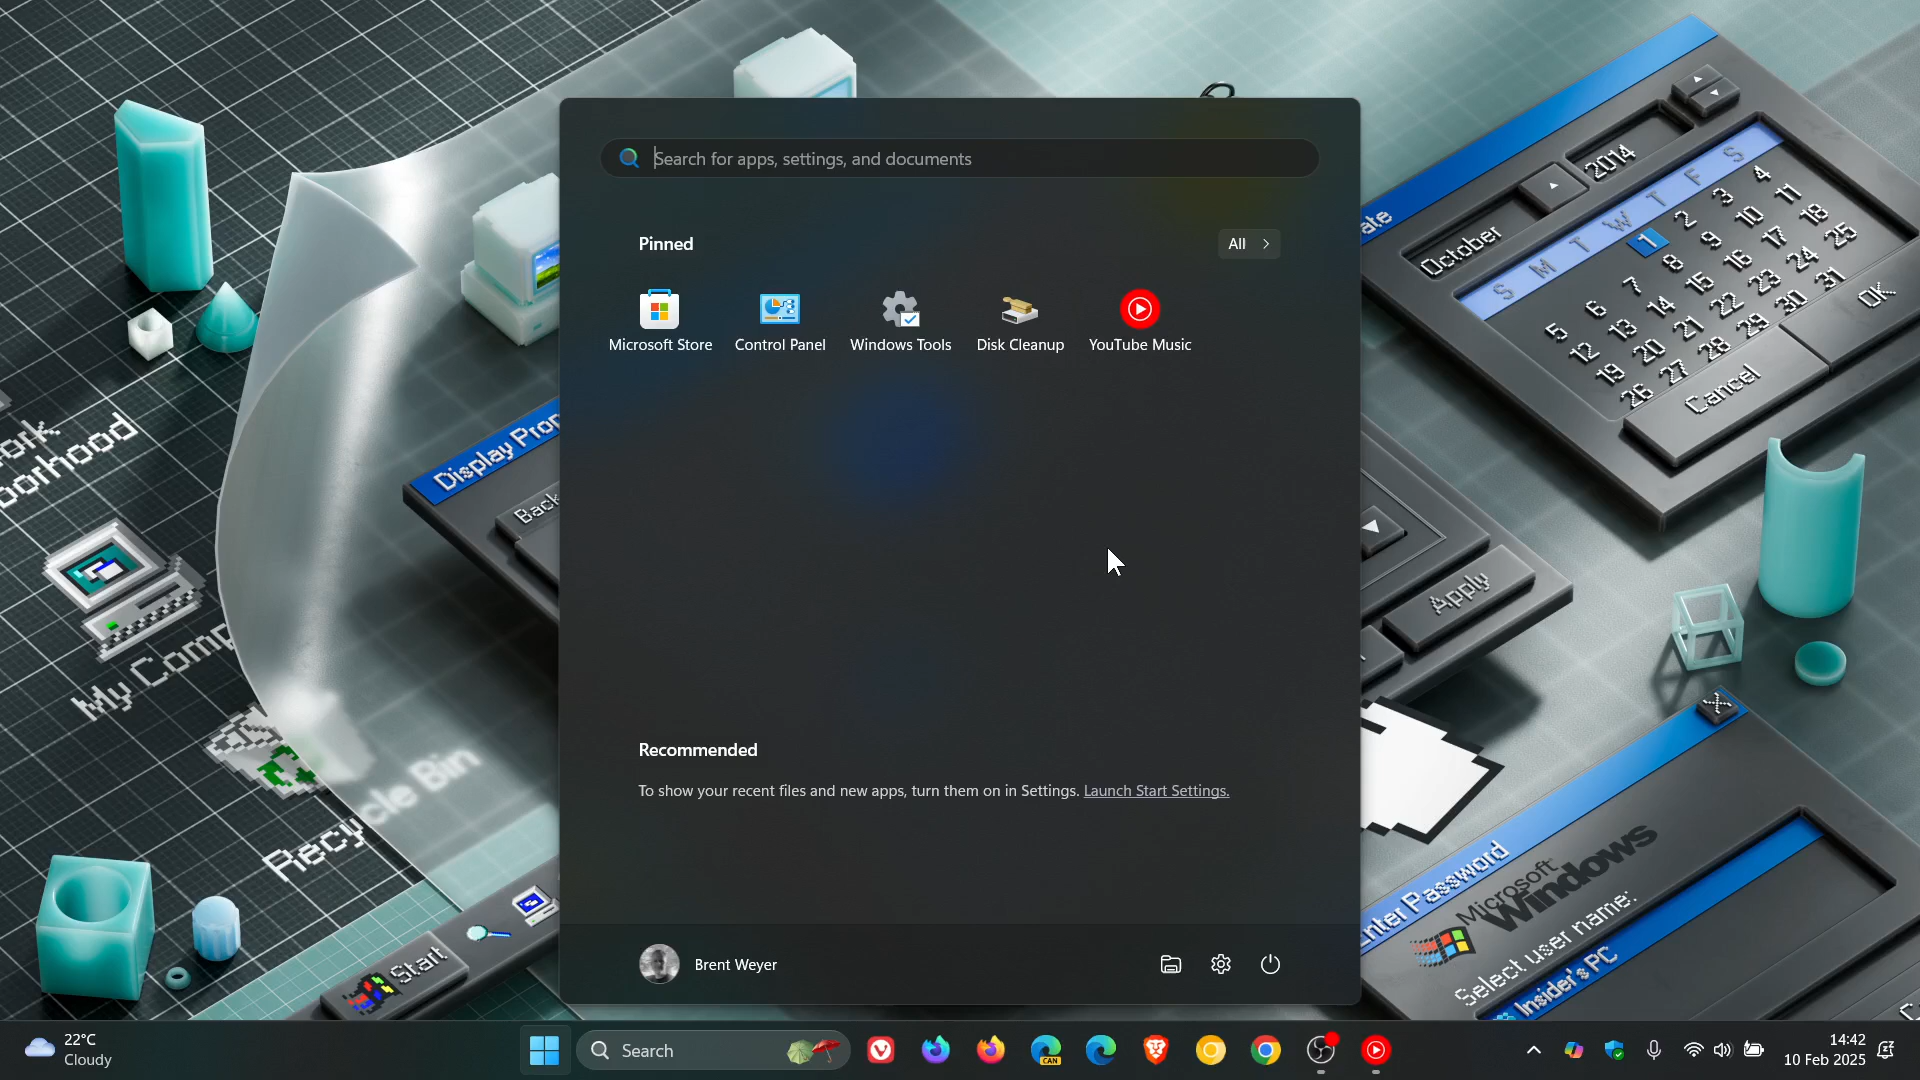 Search for apps, settings, and documents
Pinned
All
Microsoft Store
Control Panel
Windows Tools
Disk Cleanup
YouTube Music
Recommended
To show your recent files and new apps, turn them on in Settings. Launch Start Settings.
Brent Weyer
My Comp
Recycle Bin
Start
Display Prop
Back
ate
October
2014
S M T W T F S
1 2 3 4
5 6 7 8 9 10 11
12 13 14 15 16 17 18
19 20 21 22 23 24 25
26 27 28 29 30 31
OK
Cancel
Apply
Enter Password
Microsoft
Windows
Select user name:
Insider's PC
22°C
Cloudy
Search
CAN
14:42
10 Feb 2025